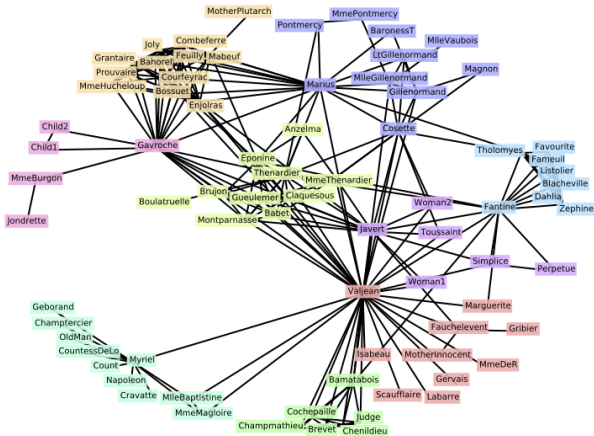 MotherPlutarch
MmePontmercy
Pontmercy
BaronessT
MlleVaubois
Joly
Combeferre
Grantaire
Feuilly
Mabeuf
Bahorel
LtGillenormand
Prouvaire
Courfeyrac
MlleGillenormand
Magnon
MmeHucheloup
Bossuet
Marius
Gillenormand
Enjolras
Child2
Anzelma
Cosette
Child1
Gavroche
Tholomyes
Favourite
Eponine
Fameuil
MmeBurgon
Thenardier
Listolier
MmeThenardier
Blacheville
Brujon
Gueulemer
Claquesous
Dahlia
Boulatruelle
Woman2
Fantine
Zephine
Jondrette
Montparnasse
Babet
Javert
Toussaint
Simplice
Perpetue
Woman1
Valjean
Marguerite
Geborand
Champtercier
Fauchelevent
Gribier
OldMan
CountessDeLo
Myriel
Isabeau
MotherInnocent
Count
MmeDeR
Napoleon
Bamatabois
Gervais
Cravatte
MlleBaptistine
Scaufflaire
Labarre
MmeMagloire
Cochepaille
Judge
Champmathieu
Brevet
Chenildieu